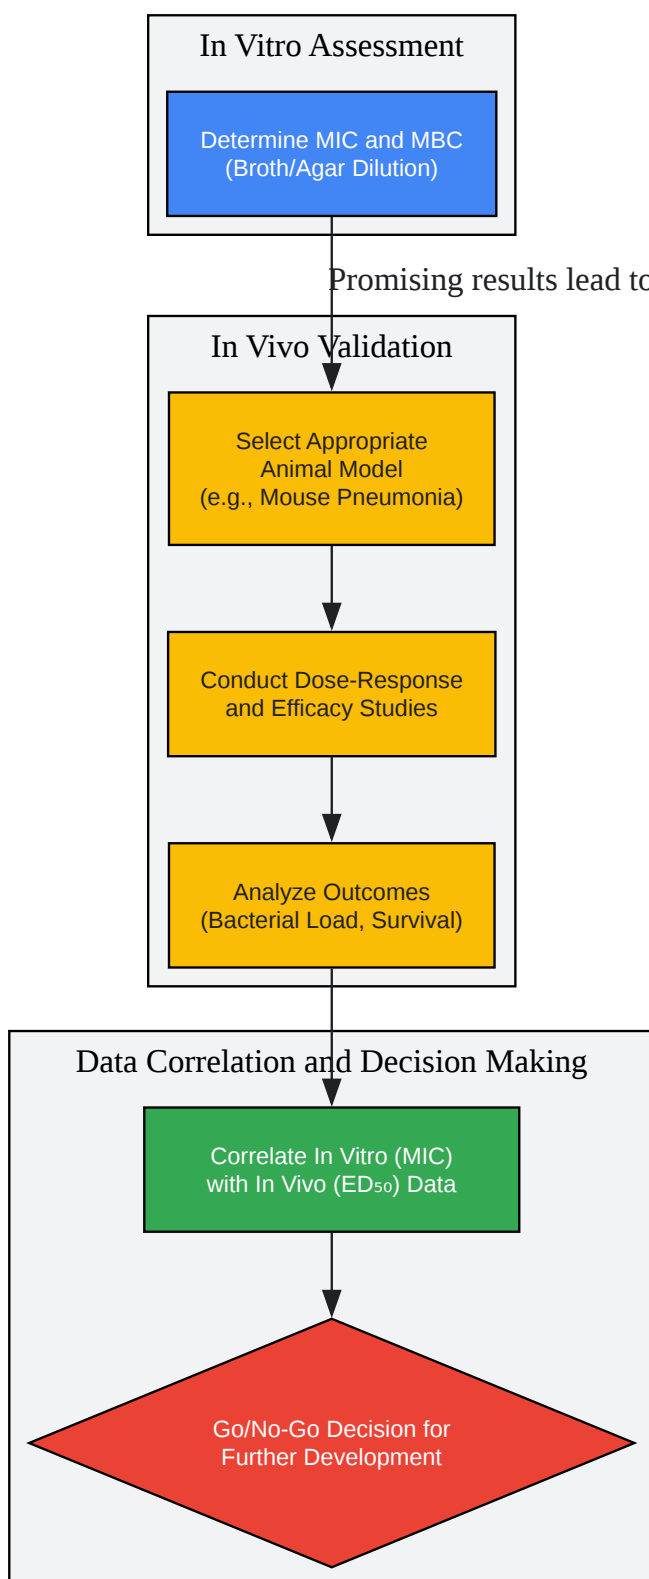 In Vitro Assessment
Determine MIC and MBC
(Broth/Agar Dilution)
Promising results lead to
In Vivo Validation
Select Appropriate
Animal Model
(e.g., Mouse Pneumonia)
Conduct Dose-Response
and Efficacy Studies
Analyze Outcomes
(Bacterial Load, Survival)
Data Correlation and Decision Making
Correlate In Vitro (MIC)
with In Vivo (ED₅₀) Data
Go/No-Go Decision for
Further Development